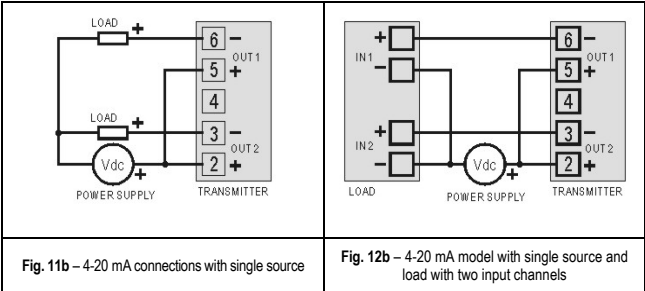 LOAD
+
6 −
OUT1
5 +
4
LOAD
+
3 −
OUT2
Vdc
+
2 +
POWER SUPPLY
TRANSMITTER
+
IN1
−
+
IN2
−
LOAD
6 −
OUT1
5 +
4
3 −
OUT2
Vdc
+
2 +
POWER SUPPLY
TRANSMITTER
Fig. 11b – 4-20 mA connections with single source
Fig. 12b – 4-20 mA model with single source and
load with two input channels